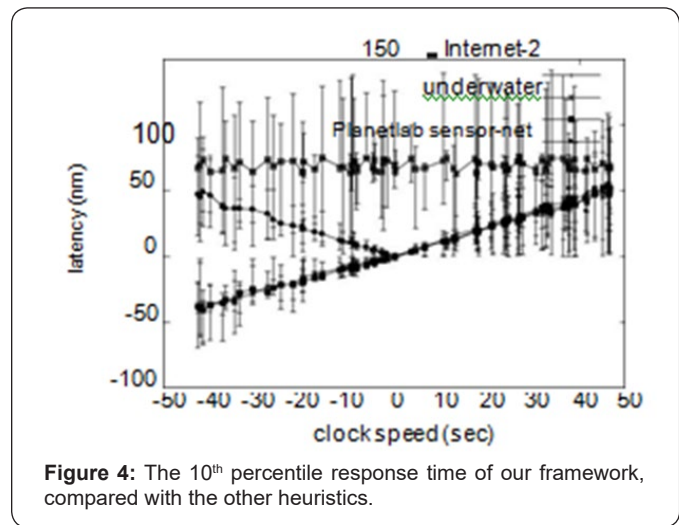 150 Internet-2
underwater
Planetlab sensor-net
100
50
0
-50
-100
latency (nm)
-50 -40 -30 -20 -10 0 10 20 30 40 50
clock speed (sec)
Figure 4: The 10th percentile response time of our framework,
compared with the other heuristics.